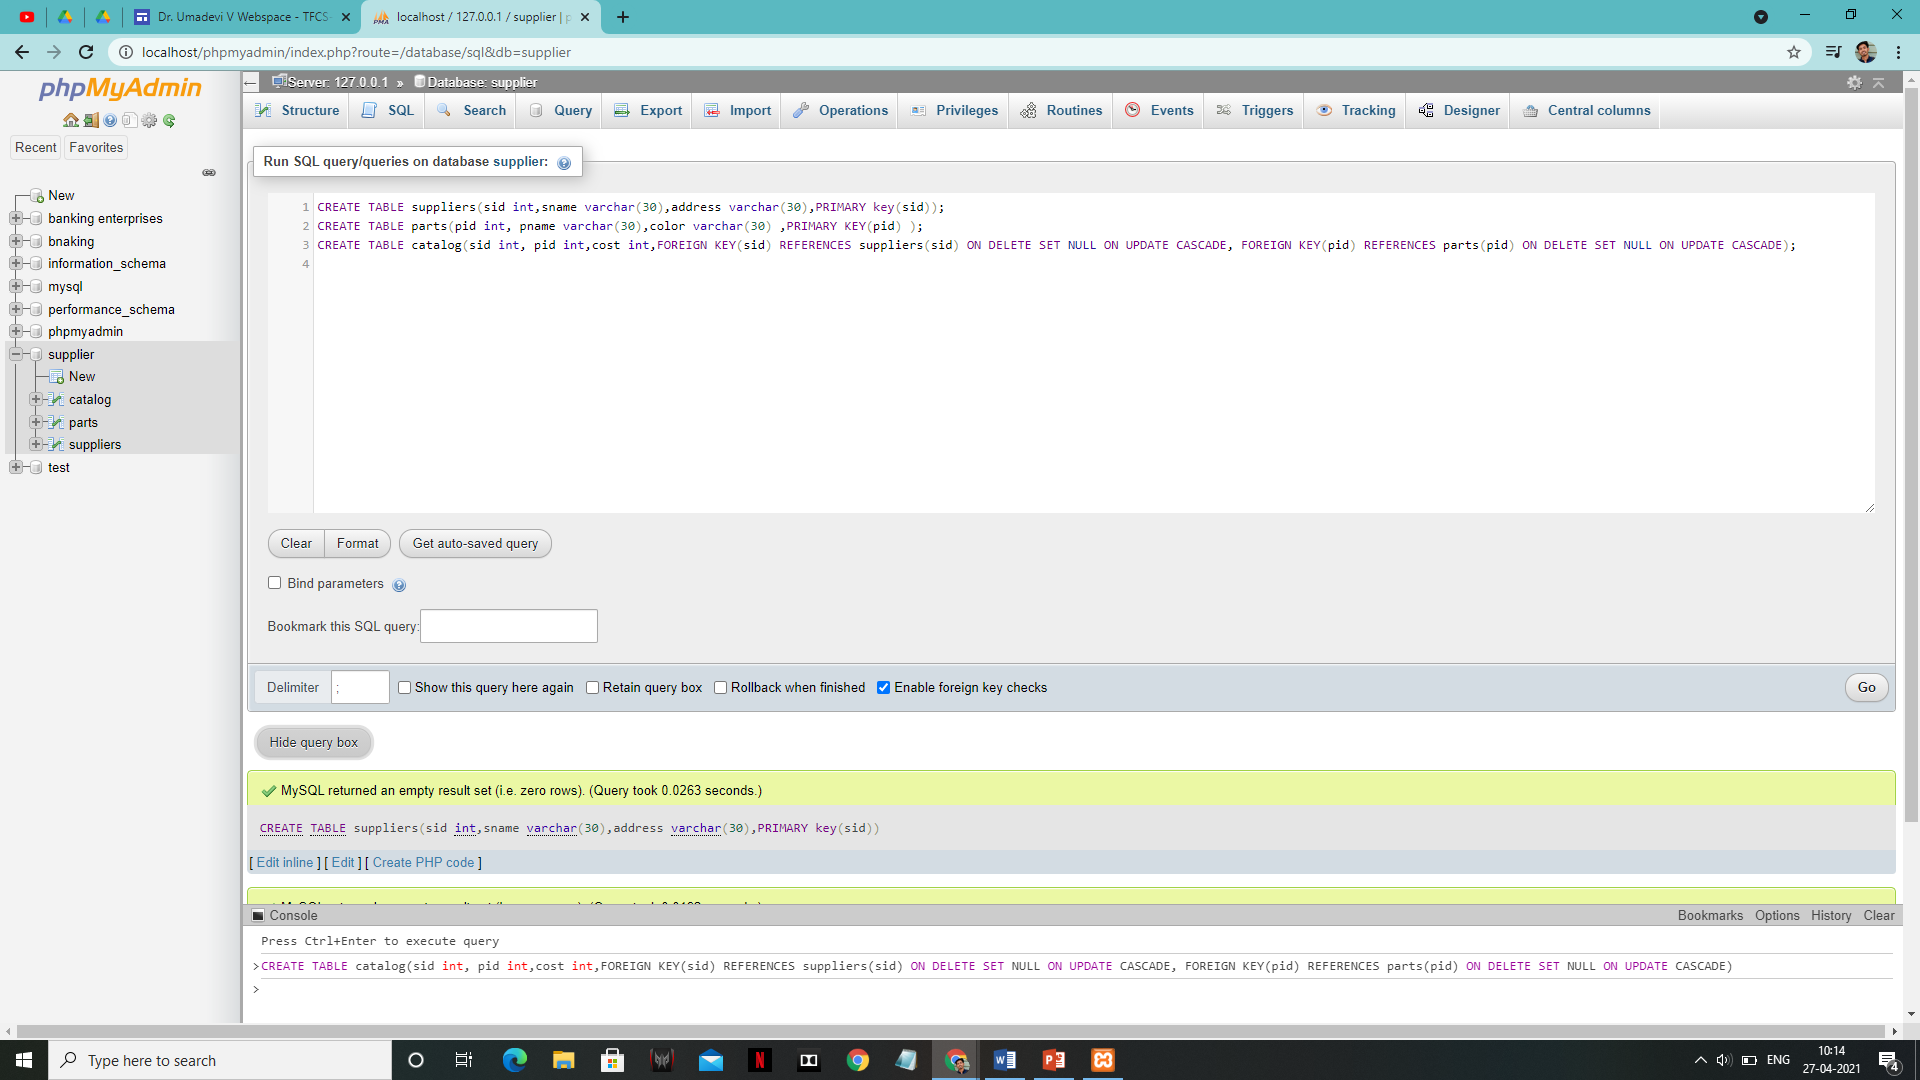 Dr. Umadevi V Webspace - TFCS
localhost / 127.0.0.1 / supplier |
localhost/phpmyadmin/index.php?route=/database/sql&db=supplier
phpMyAdmin
Recent
Favorites
New
banking enterprises
bnaking
information_schema
mysql
performance_schema
phpmyadmin
supplier
New
catalog
parts
suppliers
test
Server: 127.0.0.1 » Database: supplier
Structure SQL Search Query Export Import Operations Privileges Routines Events Triggers Tracking Designer Central columns
Run SQL query/queries on database supplier:
1 CREATE TABLE suppliers(sid int,sname varchar(30),address varchar(30),PRIMARY key(sid));
2 CREATE TABLE parts(pid int, pname varchar(30),color varchar(30) ,PRIMARY KEY(pid) );
3 CREATE TABLE catalog(sid int, pid int,cost int,FOREIGN KEY(sid) REFERENCES suppliers(sid) ON DELETE SET NULL ON UPDATE CASCADE, FOREIGN KEY(pid) REFERENCES parts(pid) ON DELETE SET NULL ON UPDATE CASCADE);
4
Clear Format Get auto-saved query
Bind parameters
Bookmark this SQL query:
Delimiter ; Show this query here again Retain query box Rollback when finished Enable foreign key checks Go
Hide query box
MySQL returned an empty result set (i.e. zero rows). (Query took 0.0263 seconds.)
CREATE TABLE suppliers(sid int,sname varchar(30),address varchar(30),PRIMARY key(sid))
[ Edit inline ] [ Edit ] [ Create PHP code ]
Console
Bookmarks Options History Clear
Press Ctrl+Enter to execute query
>CREATE TABLE catalog(sid int, pid int,cost int,FOREIGN KEY(sid) REFERENCES suppliers(sid) ON DELETE SET NULL ON UPDATE CASCADE, FOREIGN KEY(pid) REFERENCES parts(pid) ON DELETE SET NULL ON UPDATE CASCADE)
>
Type here to search
ENG
10:14
27-04-2021
4